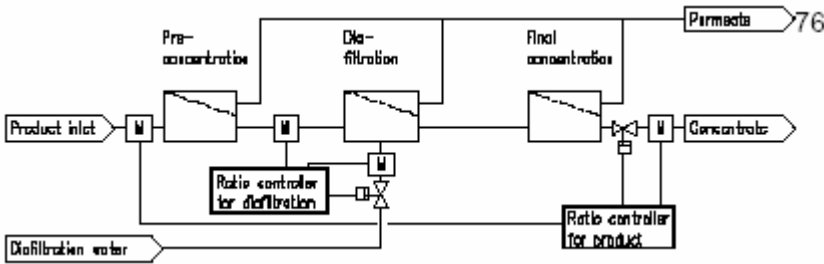 Permeate
76
Pre-
concentration
Dia-
filtration
Final
concentration
Product inlet
M
M
M
Concentrate
M
Ratio controller
for diafiltration
Ratio controller
for product
Diafiltration water